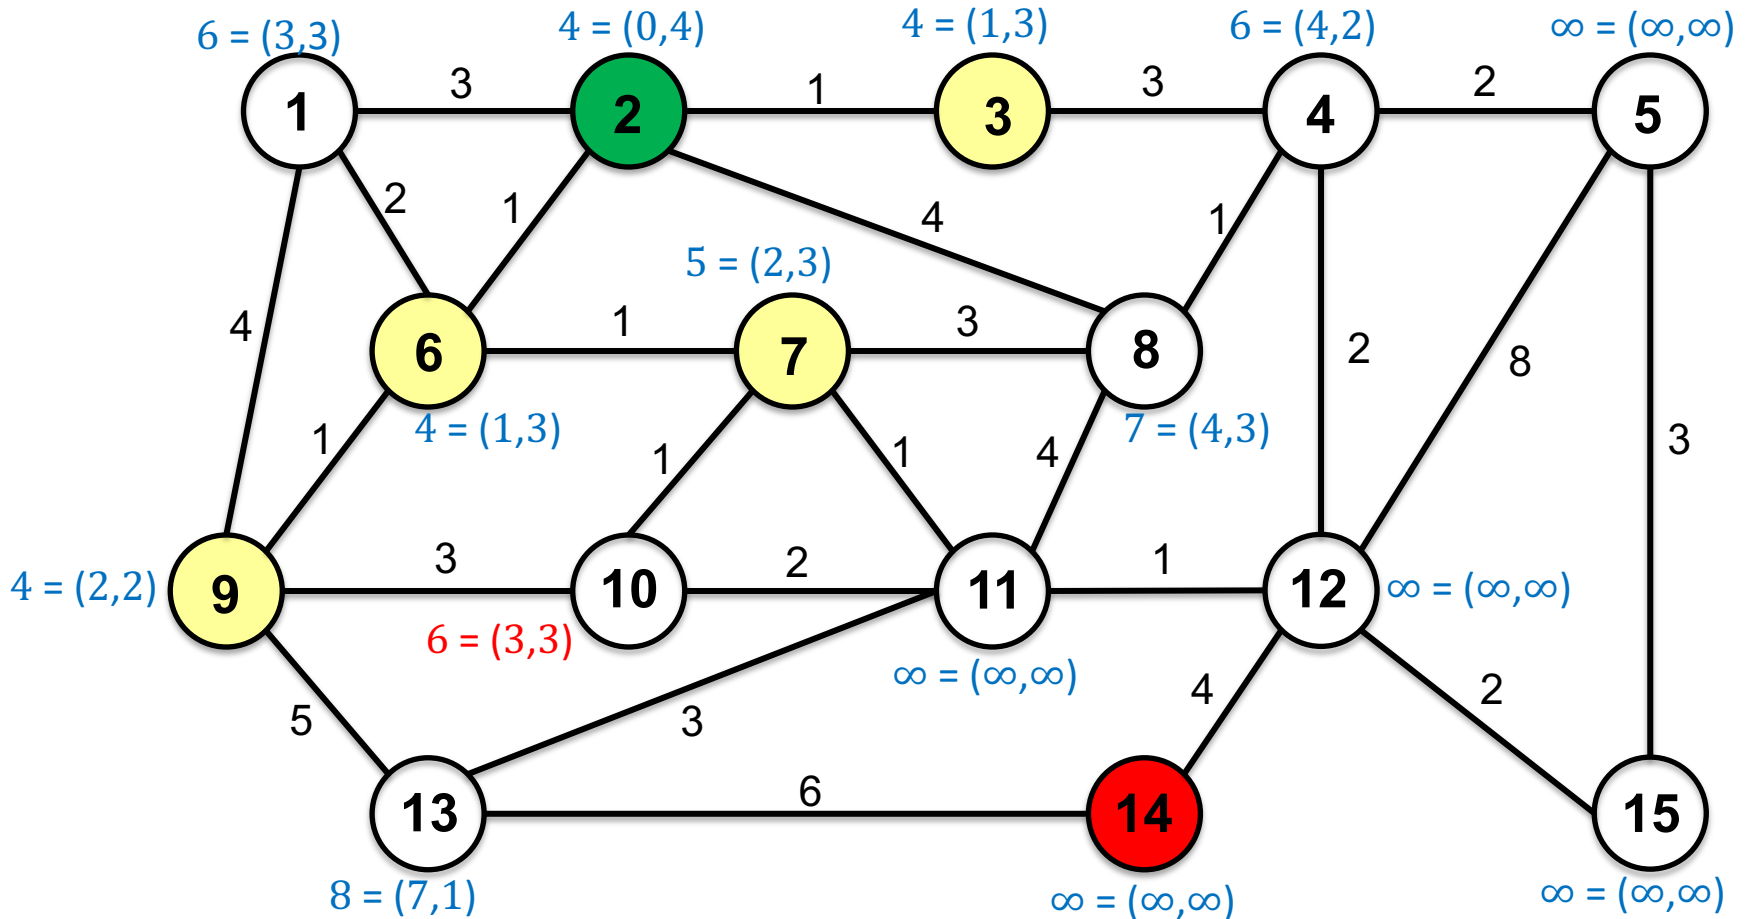 6 = (3,3)
4 = (0,4)
4 = (1,3)
6 = (4,2)
∞ = (∞,∞)
1
3
2
1
3
3
4
2
5
2
1
4
1
5 = (2,3)
4
6
1
7
3
8
2
8
4 = (1,3)
7 = (4,3)
1
1
1
4
3
4 = (2,2)
9
3
10
2
11
1
12
∞ = (∞,∞)
6 = (3,3)
∞ = (∞,∞)
5
3
4
2
13
6
14
15
8 = (7,1)
∞ = (∞,∞)
∞ = (∞,∞)